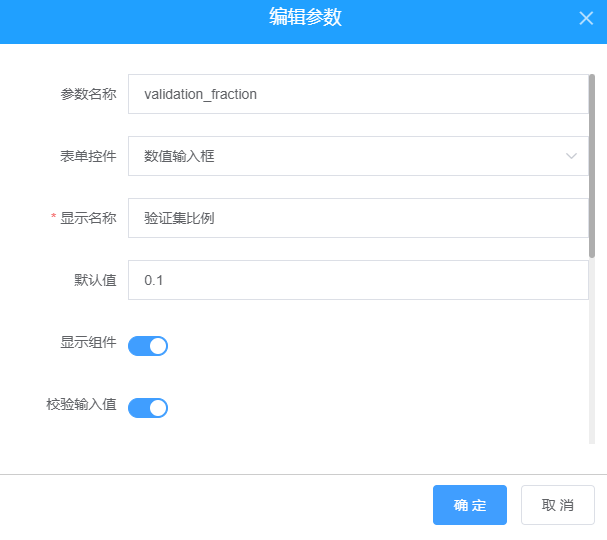 编辑参数
参数名称 validation_fraction
表单控件 数值输入框
* 显示名称 验证集比例
默认值 0.1
显示组件
校验输入值
确 定 取 消